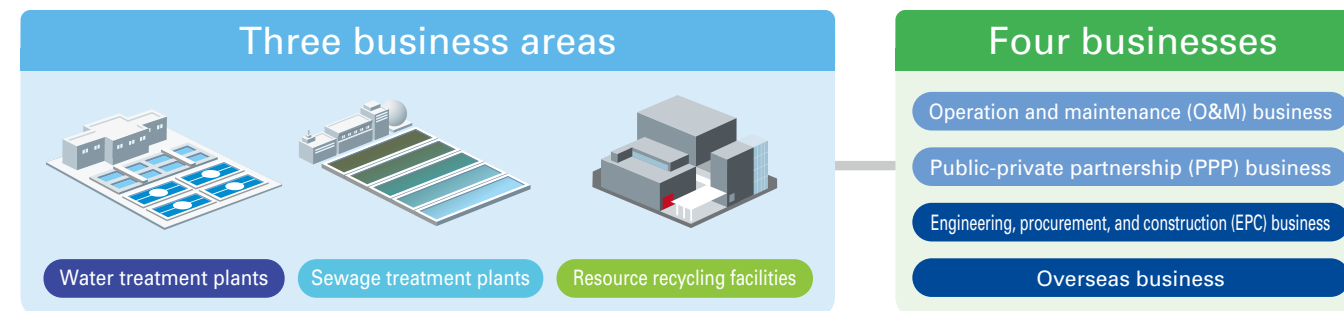 Three business areas
Water treatment plants
Sewage treatment plants
Resource recycling facilities
Four businesses
Operation and maintenance (O&M) business
Public-private partnership (PPP) business
Engineering, procurement, and construction (EPC) business
Overseas business